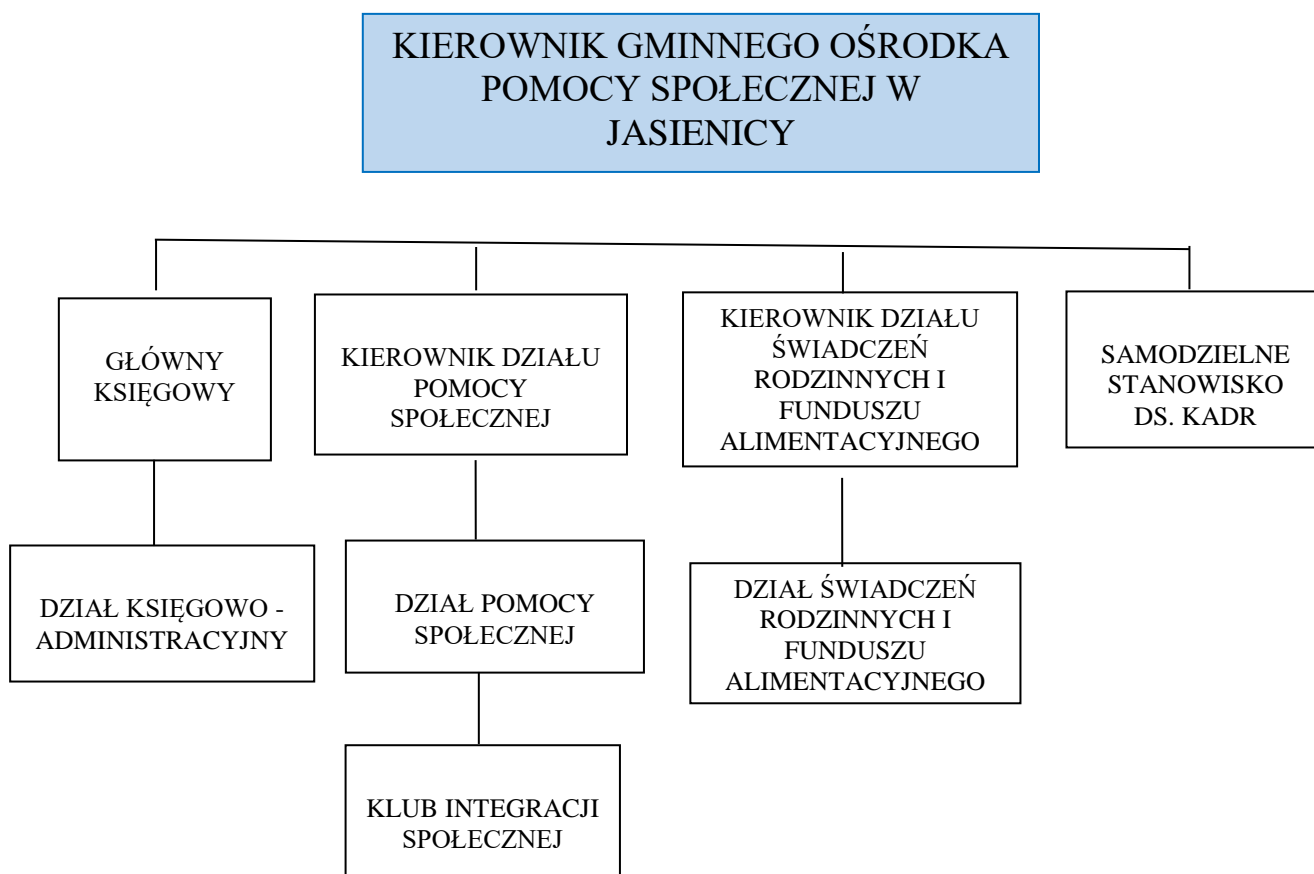 KIEROWNIK GMINNEGO OŚRODKA
POMOCY SPOŁECZNEJ W
JASIENICY
GŁÓWNY
KSIĘGOWY
KIEROWNIK DZIAŁU
POMOCY
SPOŁECZNEJ
KIEROWNIK DZIAŁU
ŚWIADCZEŃ
RODZINNYCH I
FUNDUSZU
ALIMENTACYJNEGO
SAMODZIELNE
STANOWISKO
DS. KADR
DZIAŁ KSIĘGOWO -
ADMINISTRACYJNY
DZIAŁ POMOCY
SPOŁECZNEJ
DZIAŁ ŚWIADCZEŃ
RODZINNYCH I
FUNDUSZU
ALIMENTACYJNEGO
KLUB INTEGRACJI
SPOŁECZNEJ